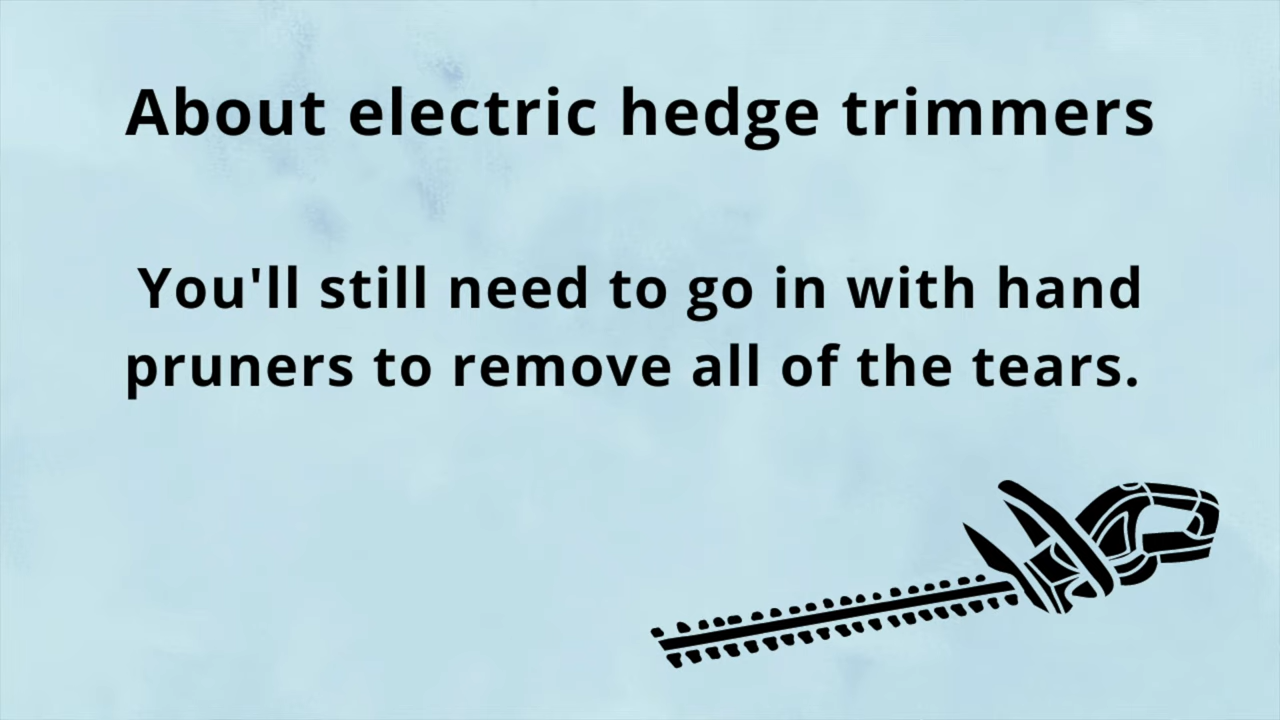 About electric hedge trimmers
You'll still need to go in with hand
pruners to remove all of the tears.